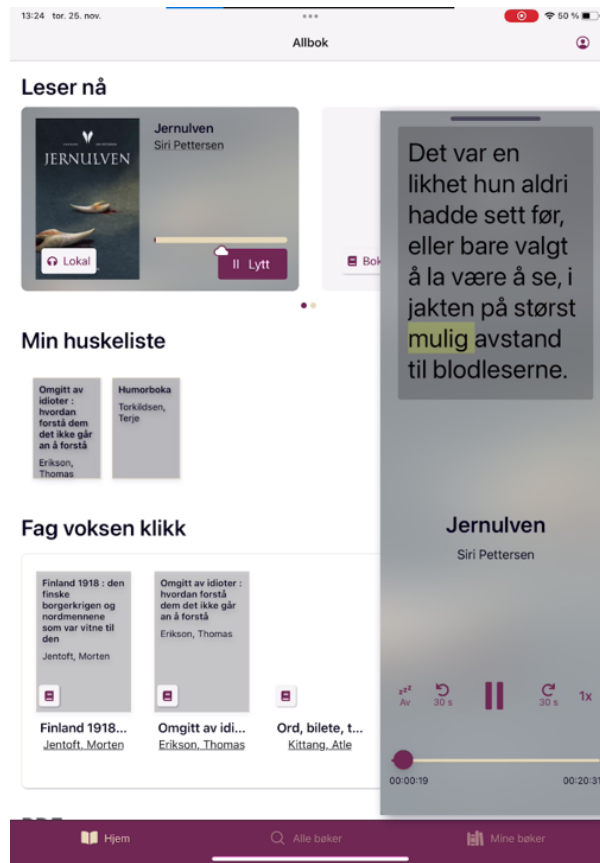 13:24 tor. 25. nov.
50 %
Allbok
Leser nå
JERNULVEN
Lokal
Jernulven
Siri Pettersen
Lytt
Bok
Min huskeliste
Omgitt av
idioter :
hvordan
forstå dem
det ikke går
an å forstå
Erikson,
Thomas
Humorboka
Torkildsen,
Terje
Fag voksen klikk
Finland 1918 : den
finske
borgerkrigen og
nordmennene
som var vitne til
den
Jentoft, Morten
Omgitt av idioter :
hvordan forstå
dem det ikke går
an å forstå
Erikson, Thomas
Finland 1918...
Jentoft, Morten
Omgitt av idi...
Erikson, Thomas
Ord, bilete, t...
Kittang, Atle
Det var en
likhet hun aldri
hadde sett før,
eller bare valgt
å la være å se, i
jakten på størst
mulig avstand
til blodleserne.
Jernulven
Siri Pettersen
zzz
Av
30 s
30 s
1x
00:00:19
00:20:31
Hjem
Alle bøker
Mine bøker